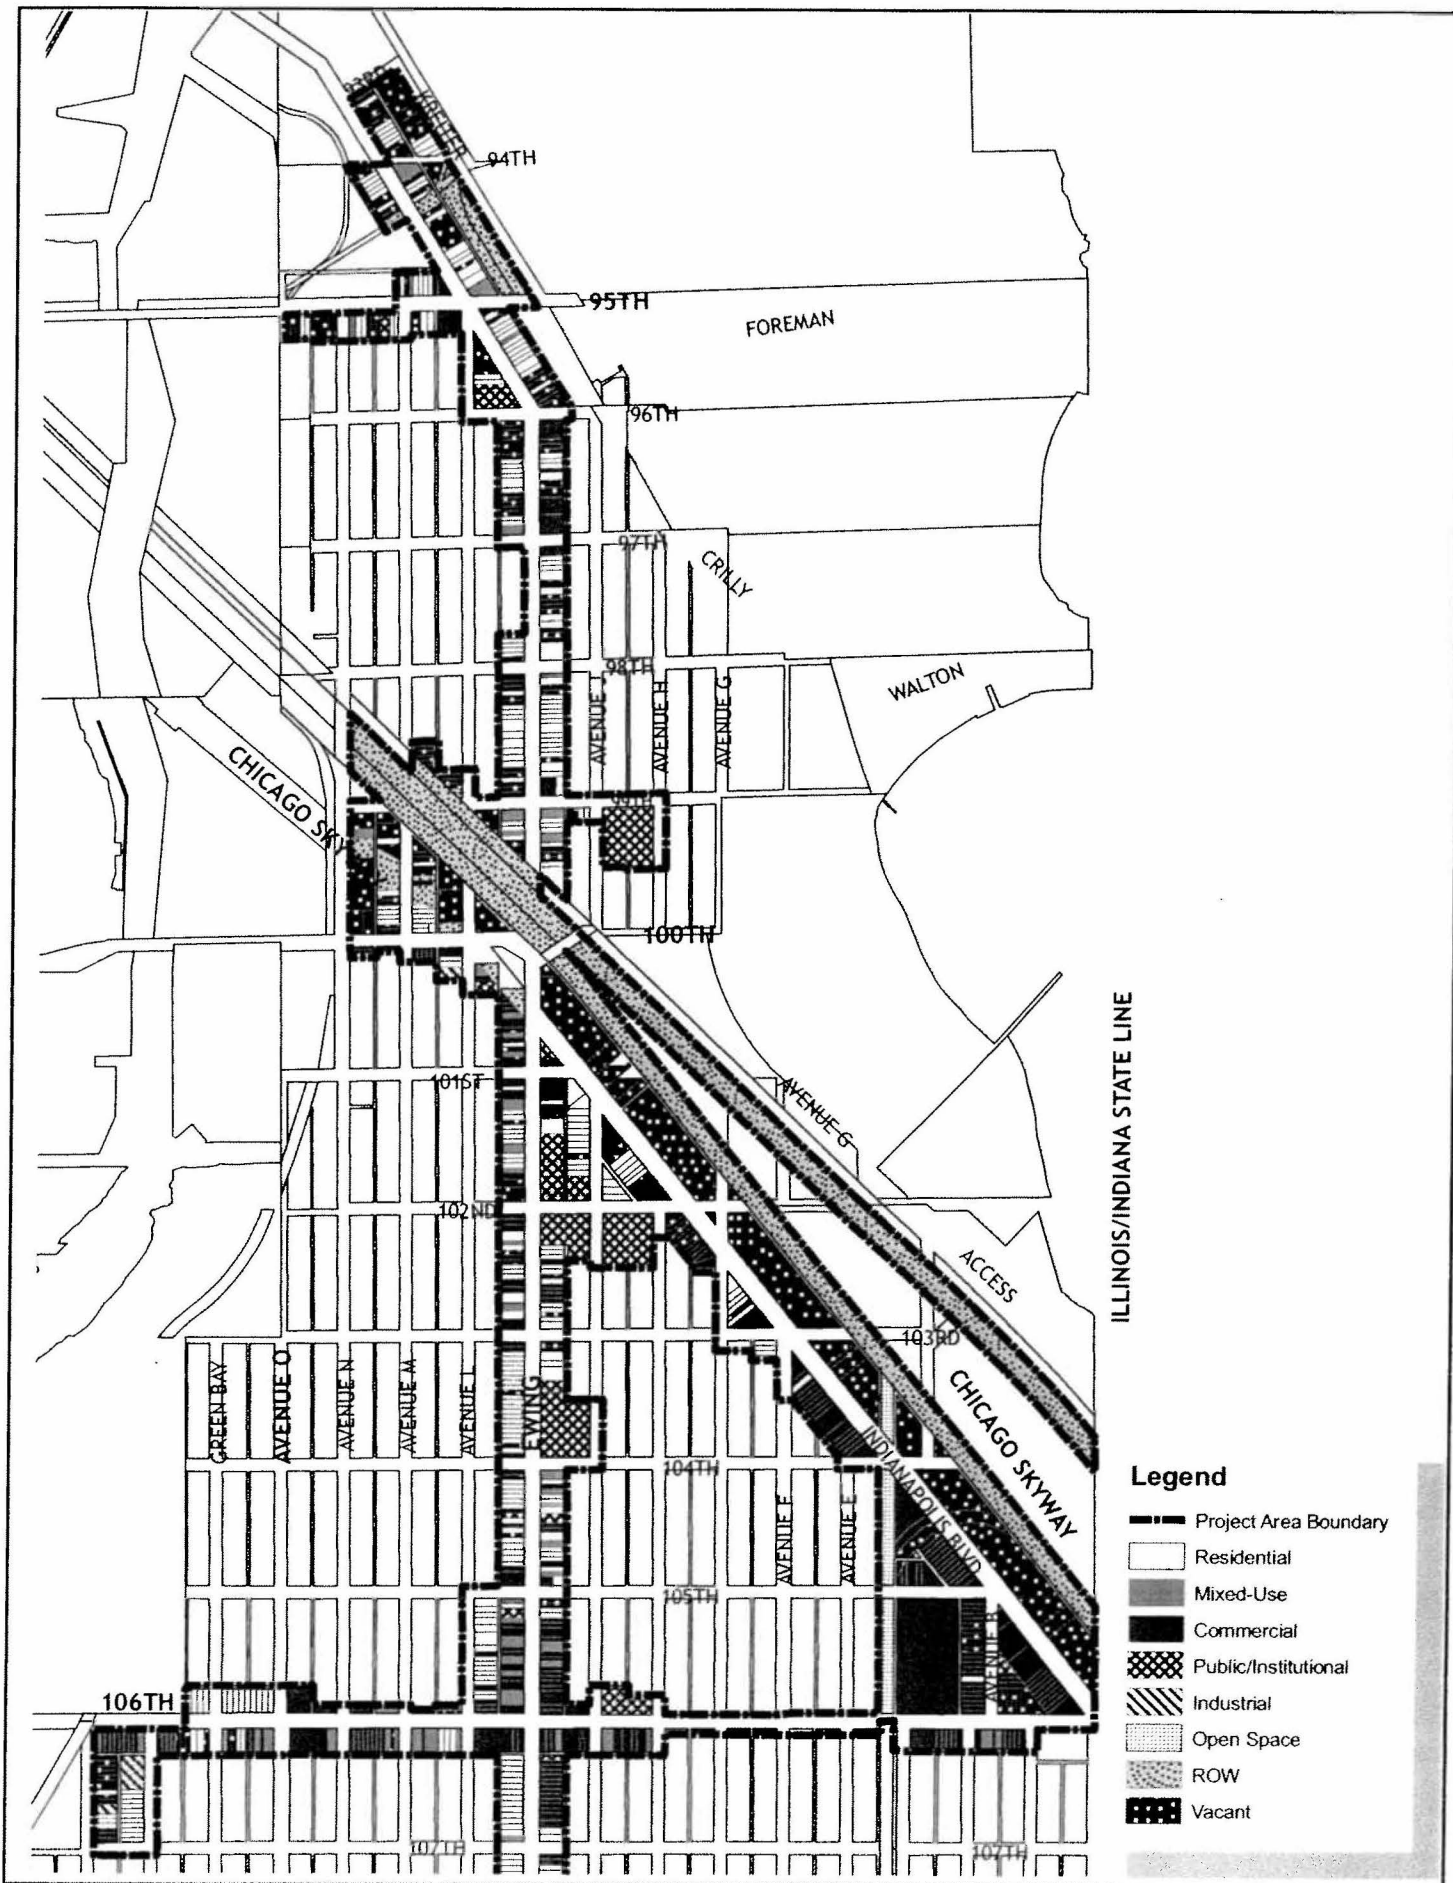 93RD
KREITER
94TH
95TH
FOREMAN
96TH
97TH
CRILLY
98TH
WALTON
AVENUE J
AVENUE H
AVENUE G
CHICAGO SKY
99TH
100TH
ILLINOIS/INDIANA STATE LINE
101ST
AVENUE G
102ND
ACCESS
103RD
GREEN BAY
AVENUE O
AVENUE N
AVENUE M
AVENUE L
EWING
CHICAGO SKYWAY
INDIANAPOLIS BLVD
104TH
AVENUE F
AVENUE E
105TH
AVENUE B
106TH
107TH
107TH
Legend
Project Area Boundary
Residential
Mixed-Use
Commercial
Public/Institutional
Industrial
Open Space
ROW
Vacant